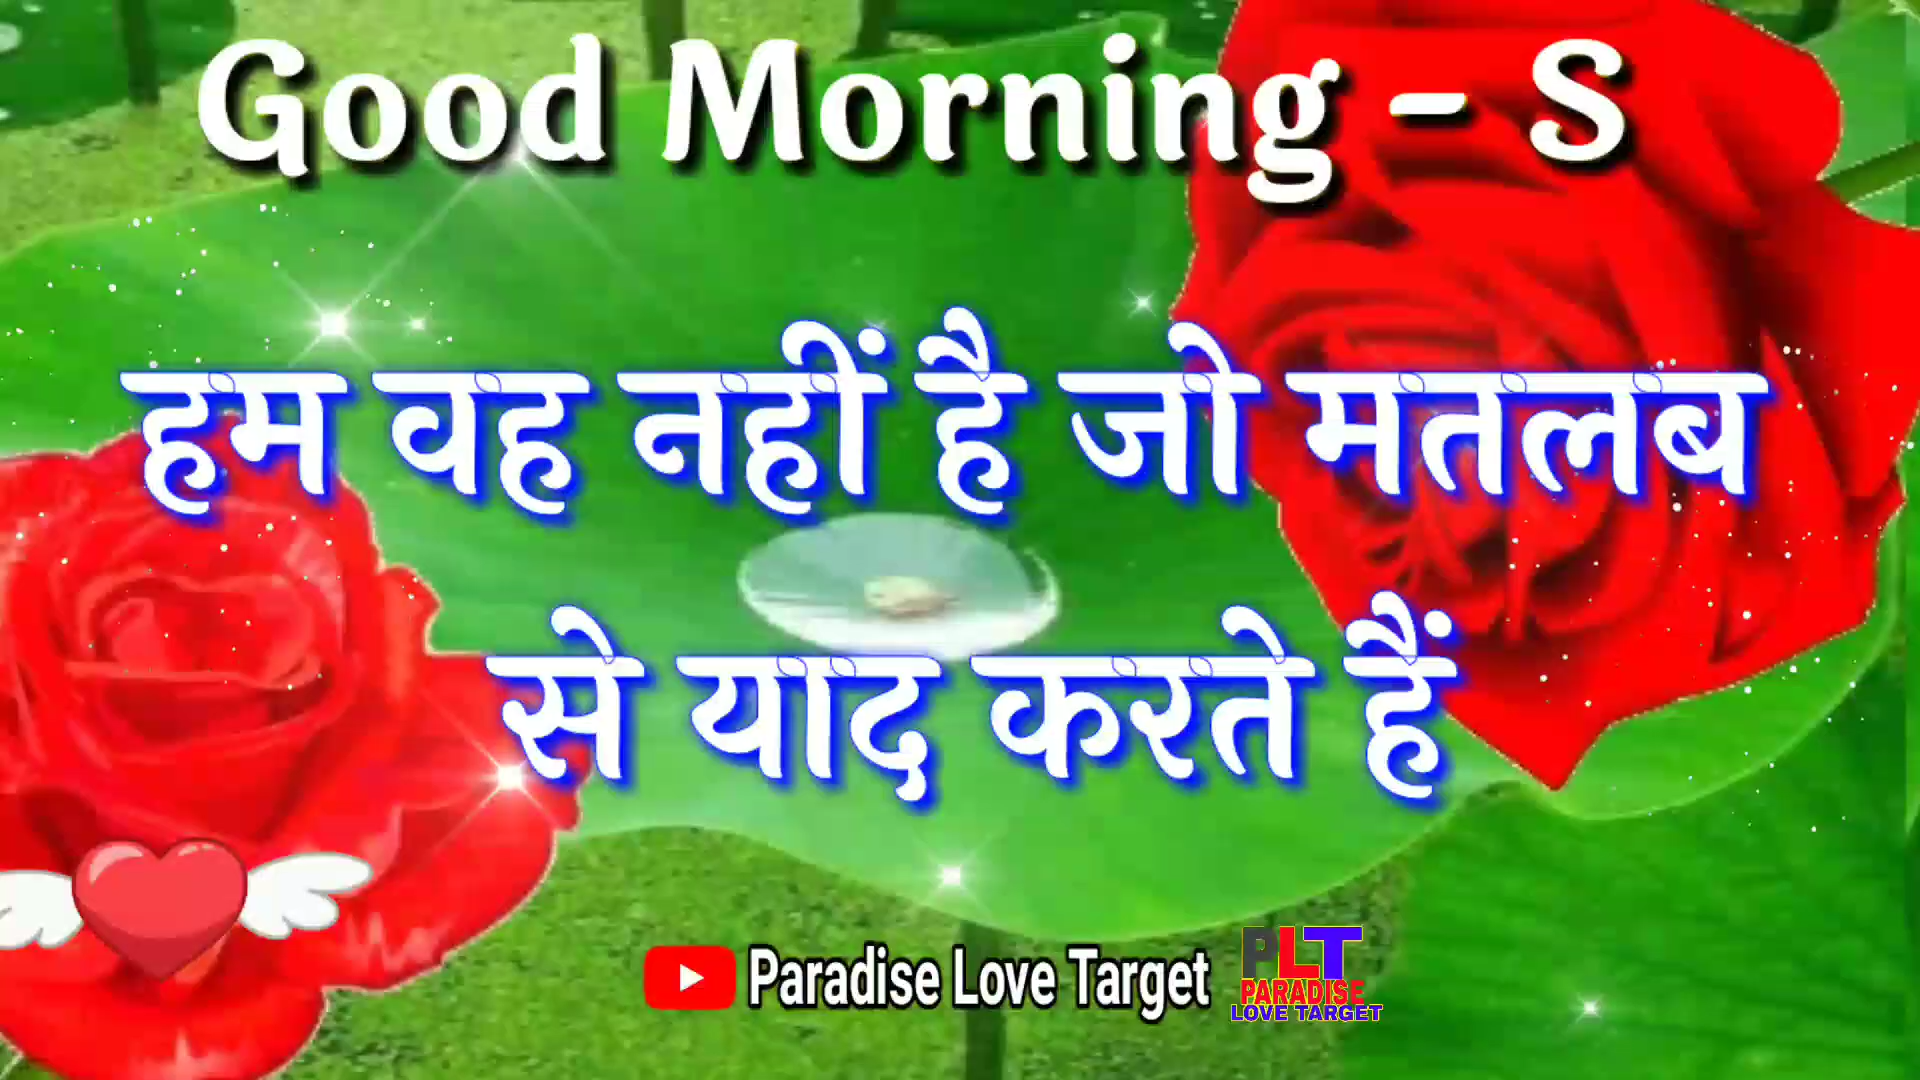 Good Morning - S
हम वह नहीं है जो मतलब
से याद करते हैं
Paradise Love Target
PLT
PARADISE
LOVE TARGET